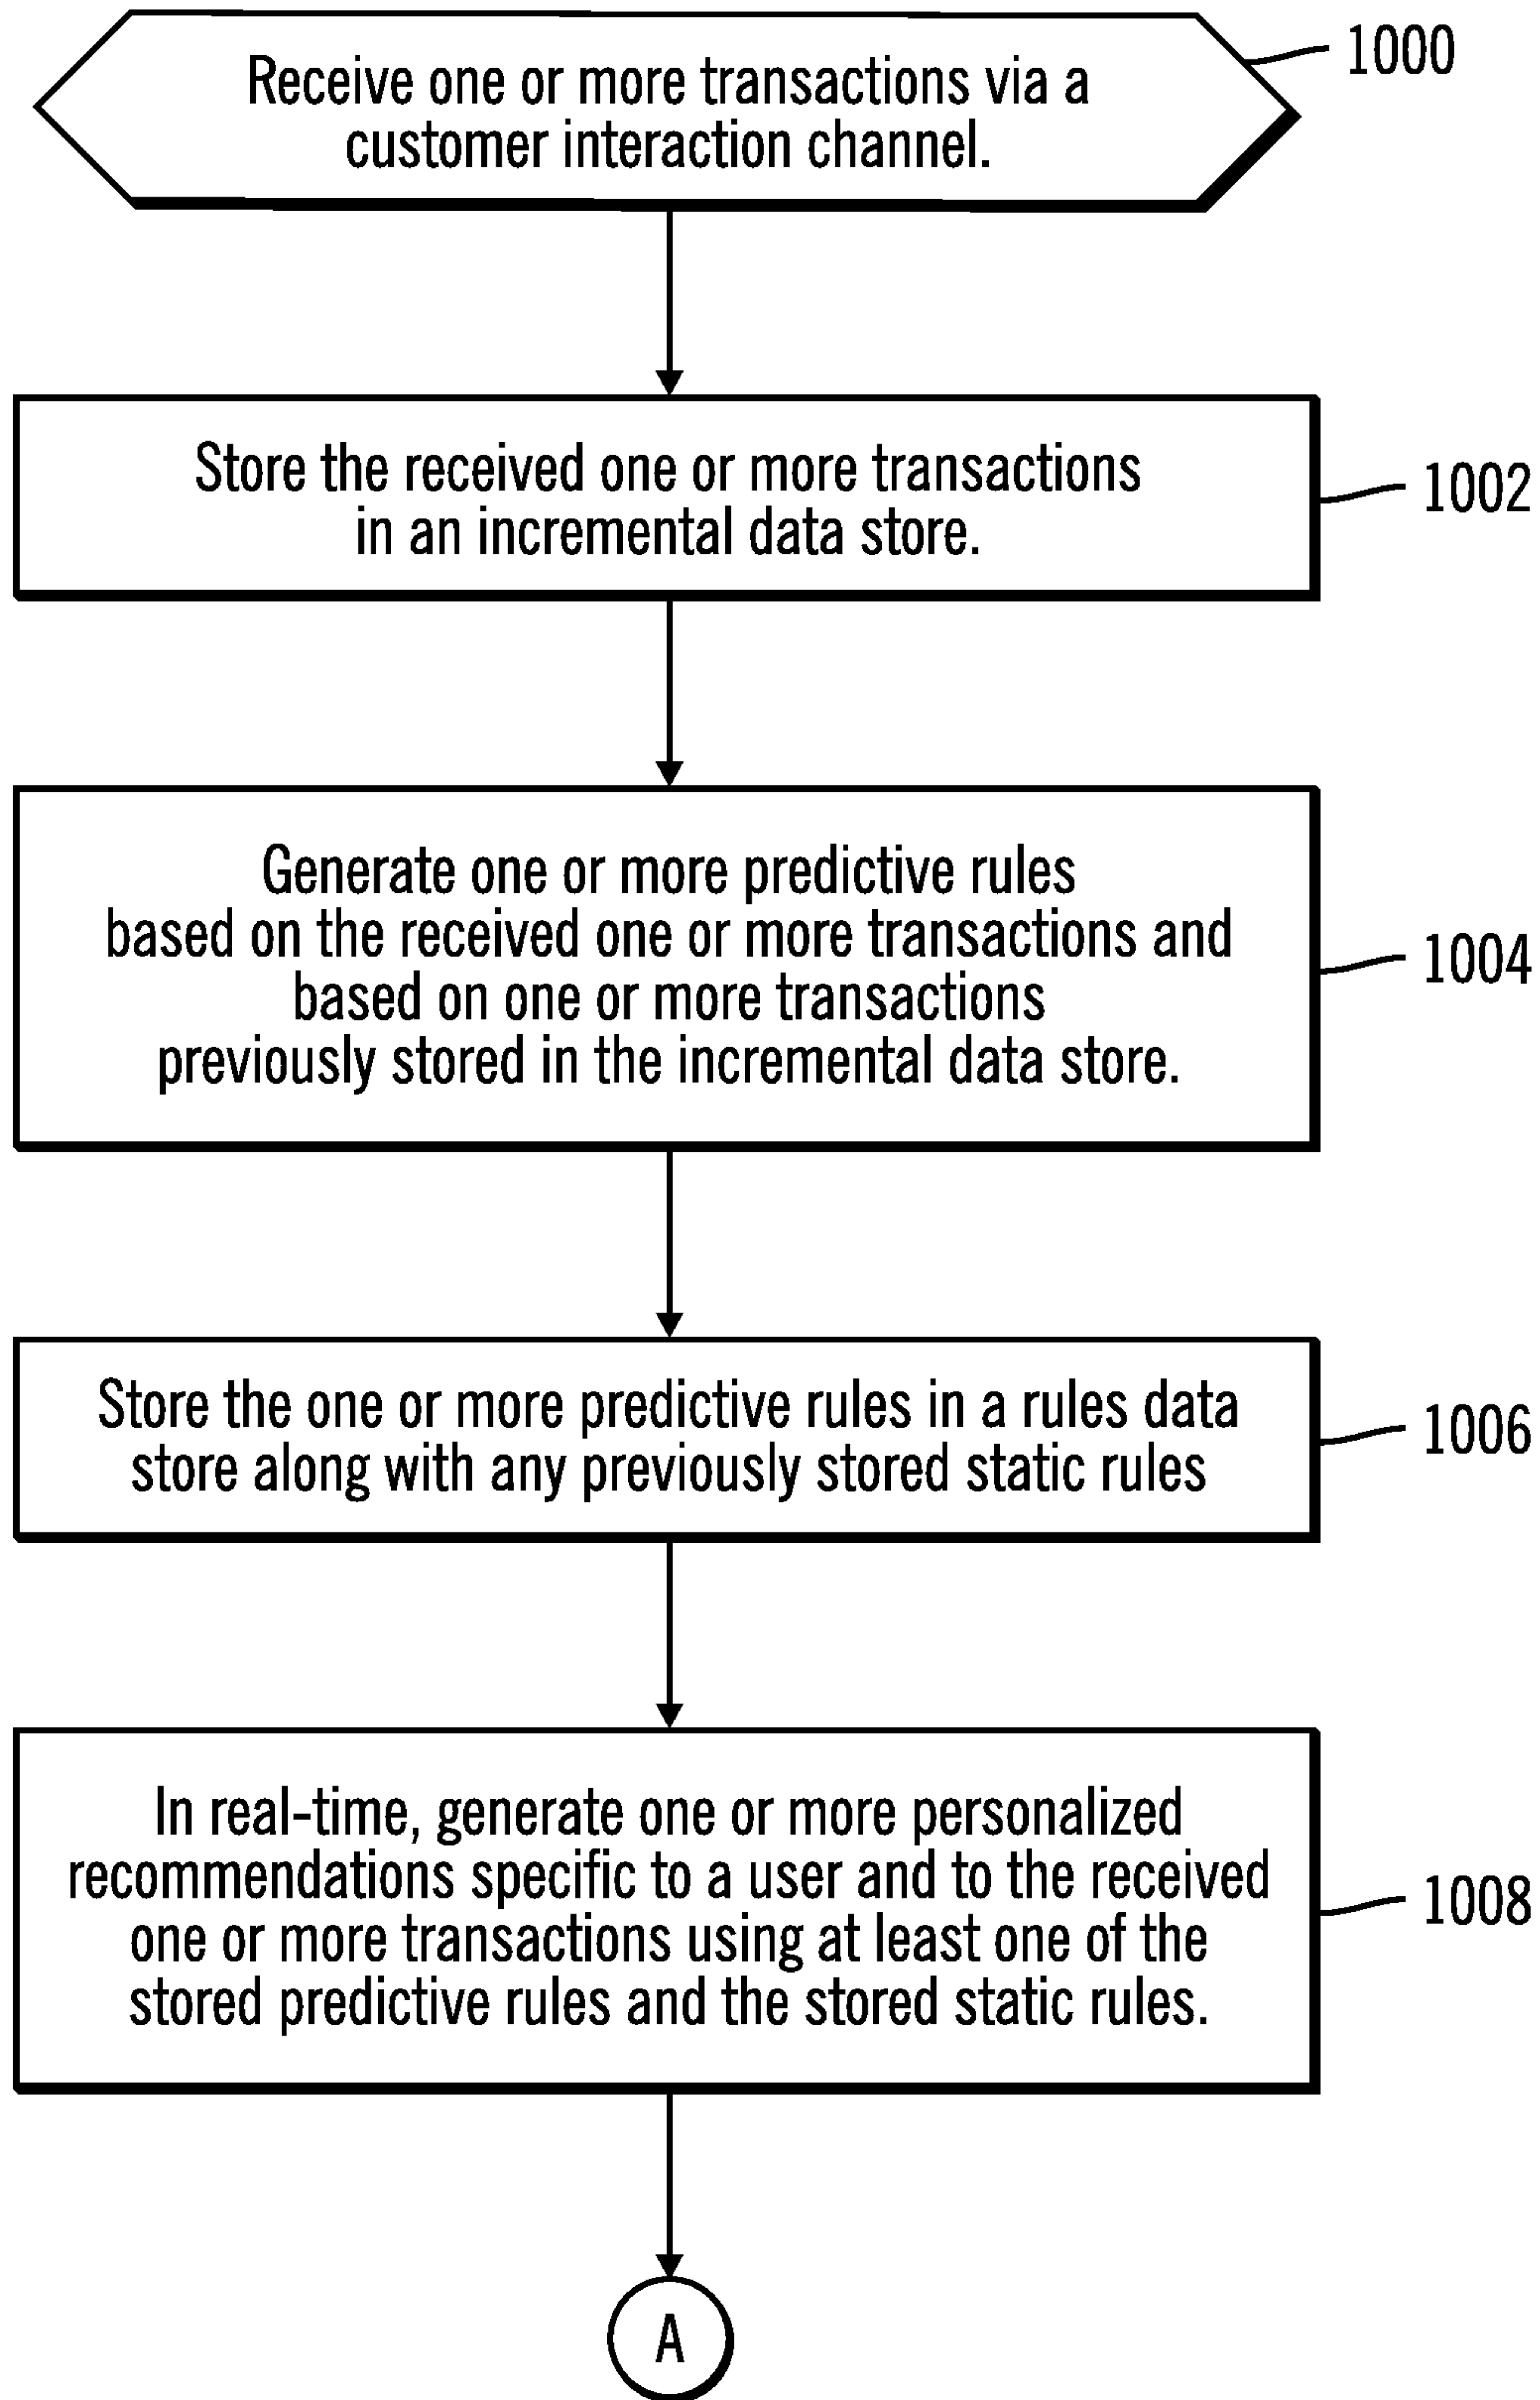 Receive one or more transactions via a
customer interaction channel.
1000
Store the received one or more transactions
in an incremental data store.
1002
Generate one or more predictive rules
based on the received one or more transactions and
based on one or more transactions
previously stored in the incremental data store.
1004
Store the one or more predictive rules in a rules data
store along with any previously stored static rules
1006
In real-time, generate one or more personalized
recommendations specific to a user and to the received
one or more transactions using at least one of the
stored predictive rules and the stored static rules.
1008
A